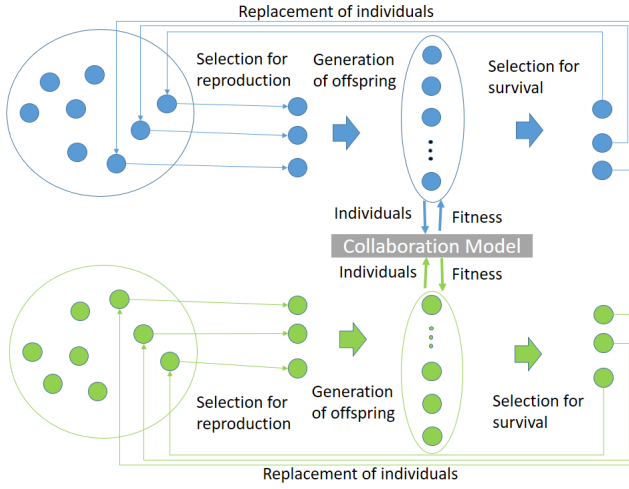 Replacement of individuals
Selection for
reproduction
Generation
of offspring
Selection for
survival
Individuals
Fitness
Collaboration Model
Individuals
Fitness
Selection for
reproduction
Generation
of offspring
Selection for
survival
Replacement of individuals